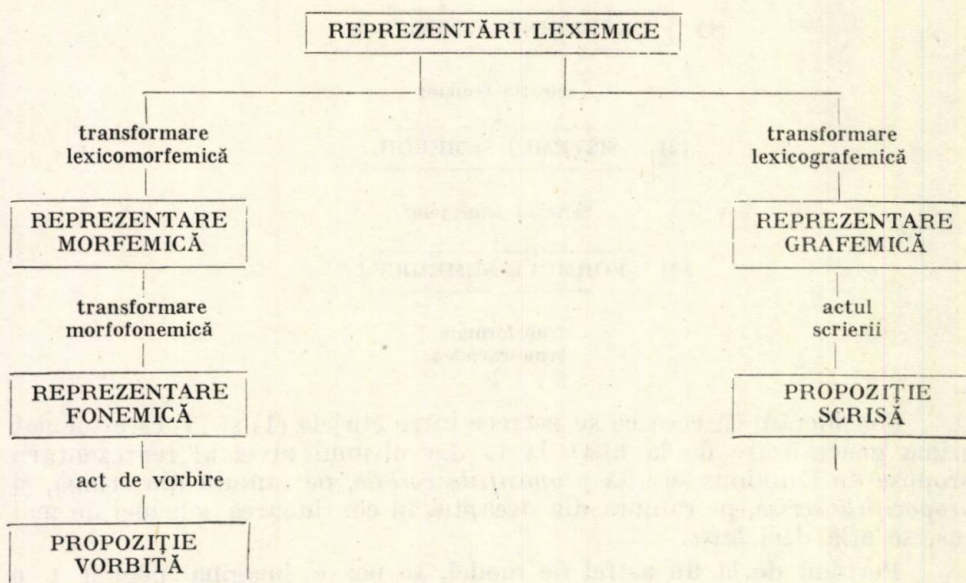 REPREZENTĂRI LEXEMICE
transformare
lexicomorfemică
REPREZENTARE
MORFEMICĂ
transformare
morfofonemică
REPREZENTARE
FONEMICĂ
act de vorbire
PROPOZIȚIE
VORBITĂ
transformare
lexicografemică
REPREZENTARE
GRAFEMICĂ
actul
scrierii
PROPOZIȚIE
SCRISĂ